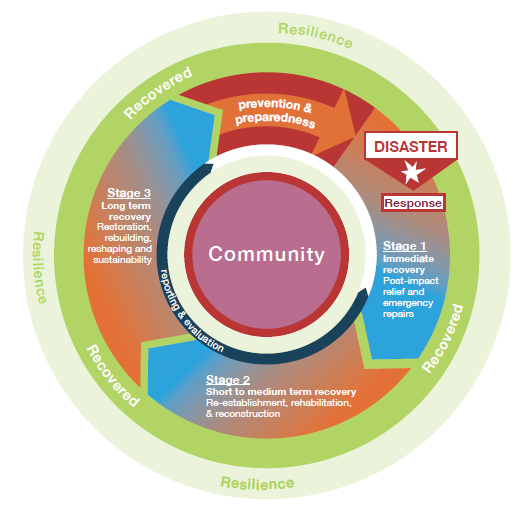 Resilience
Recovered
prevention &
preparedness
DISASTER
Response
Stage 1
Immediate
recovery
Post-impact
relief and
emergency
repairs
Recovered
Stage 2
Short to medium term recovery
Re-establishment, rehabilitation,
& reconstruction
Recovered
Stage 3
Long term
recovery
Restoration,
rebuilding,
reshaping and
sustainability
reporting & evaluation
Community
Resilience
Resilience